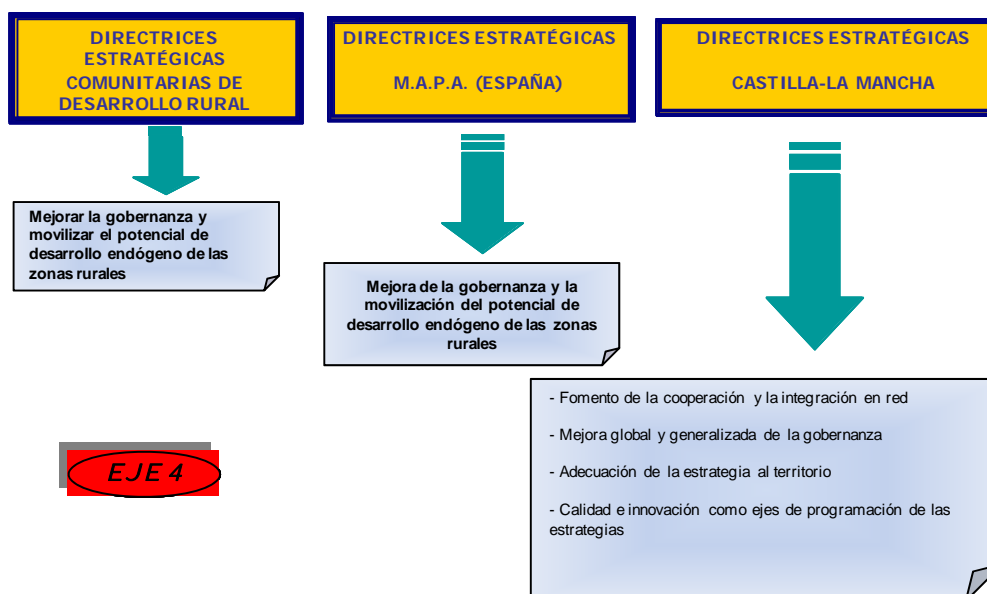 DIRECTRICES
ESTRATÉGICAS
COMUNITARIAS DE
DESARROLLO RURAL
DIRECTRICES ESTRATÉGICAS
M.A.P.A. (ESPAÑA)
DIRECTRICES ESTRATÉGICAS
CASTILLA-LA MANCHA
Mejorar la gobernanza y
movilizar el potencial de
desarrollo endógeno de las
zonas rurales
Mejora de la gobernanza y la
movilización del potencial de
desarrollo endógeno de las zonas
rurales
- Fomento de la cooperación y la integración en red
- Mejora global y generalizada de la gobernanza
- Adecuación de la estrategia al territorio
- Calidad e innovación como ejes de programación de las
estrategias
EJE 4